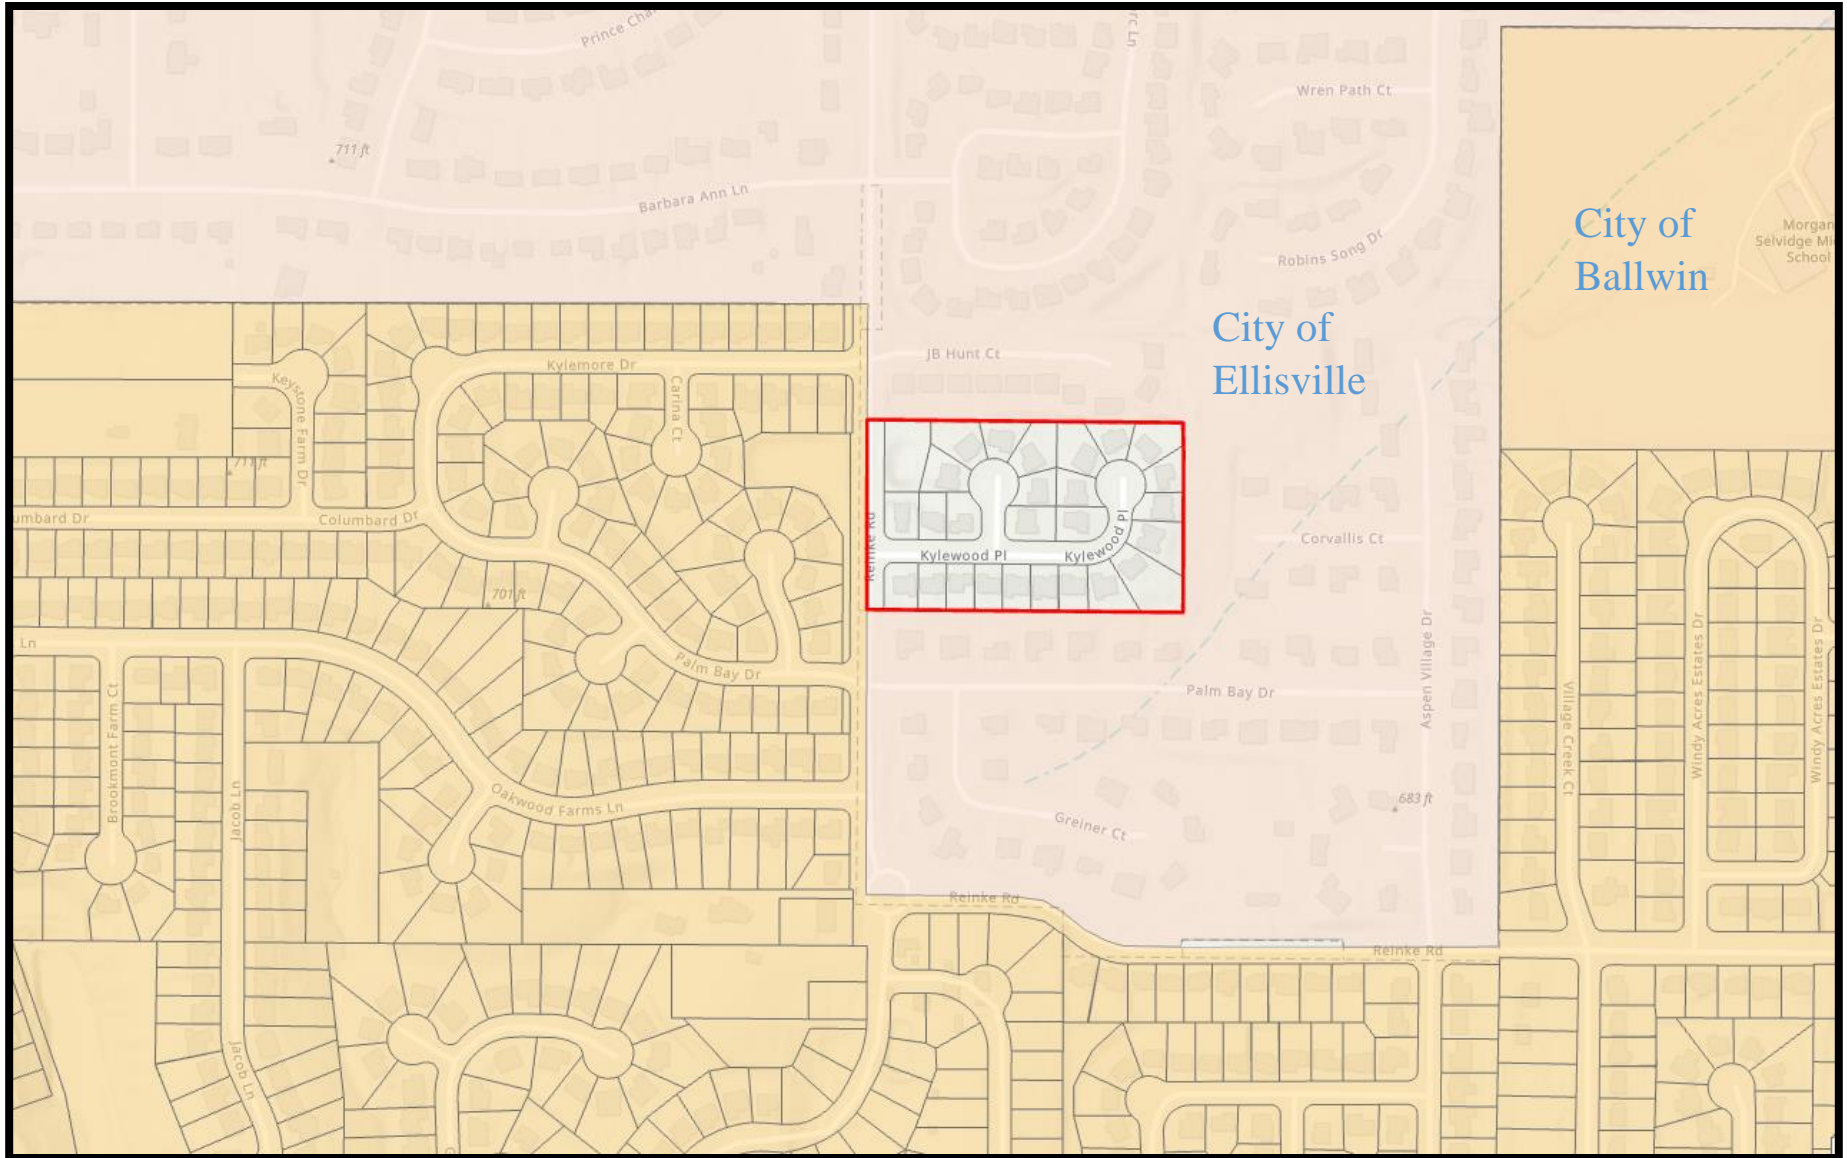 Prince Cha
rc Ln
Wren Path Ct
711 ft
Barbara Ann Ln
City of
Ballwin
Morgan
Selvidge Mi
School
Robins Song Dr
City of
Ellisville
JB Hunt Ct
Kylemore Dr
Keystone Farm Dr
Carina Ct
711 ft
umbard Dr
Columbard Dr
Reinke Rd
Kylewood Pl
Kylewood Pl
Corvallis Ct
701 ft
Ln
Palm Bay Dr
Palm Bay Dr
Aspen Village Dr
Village Creek Ct
Windy Acres Estates Dr
Windy Acres Estates Dr
Brookmont Farm Ct
Jacob Ln
Oakwood Farms Ln
683 ft
Greiner Ct
Reinke Rd
Reinke Rd
Jacob Ln